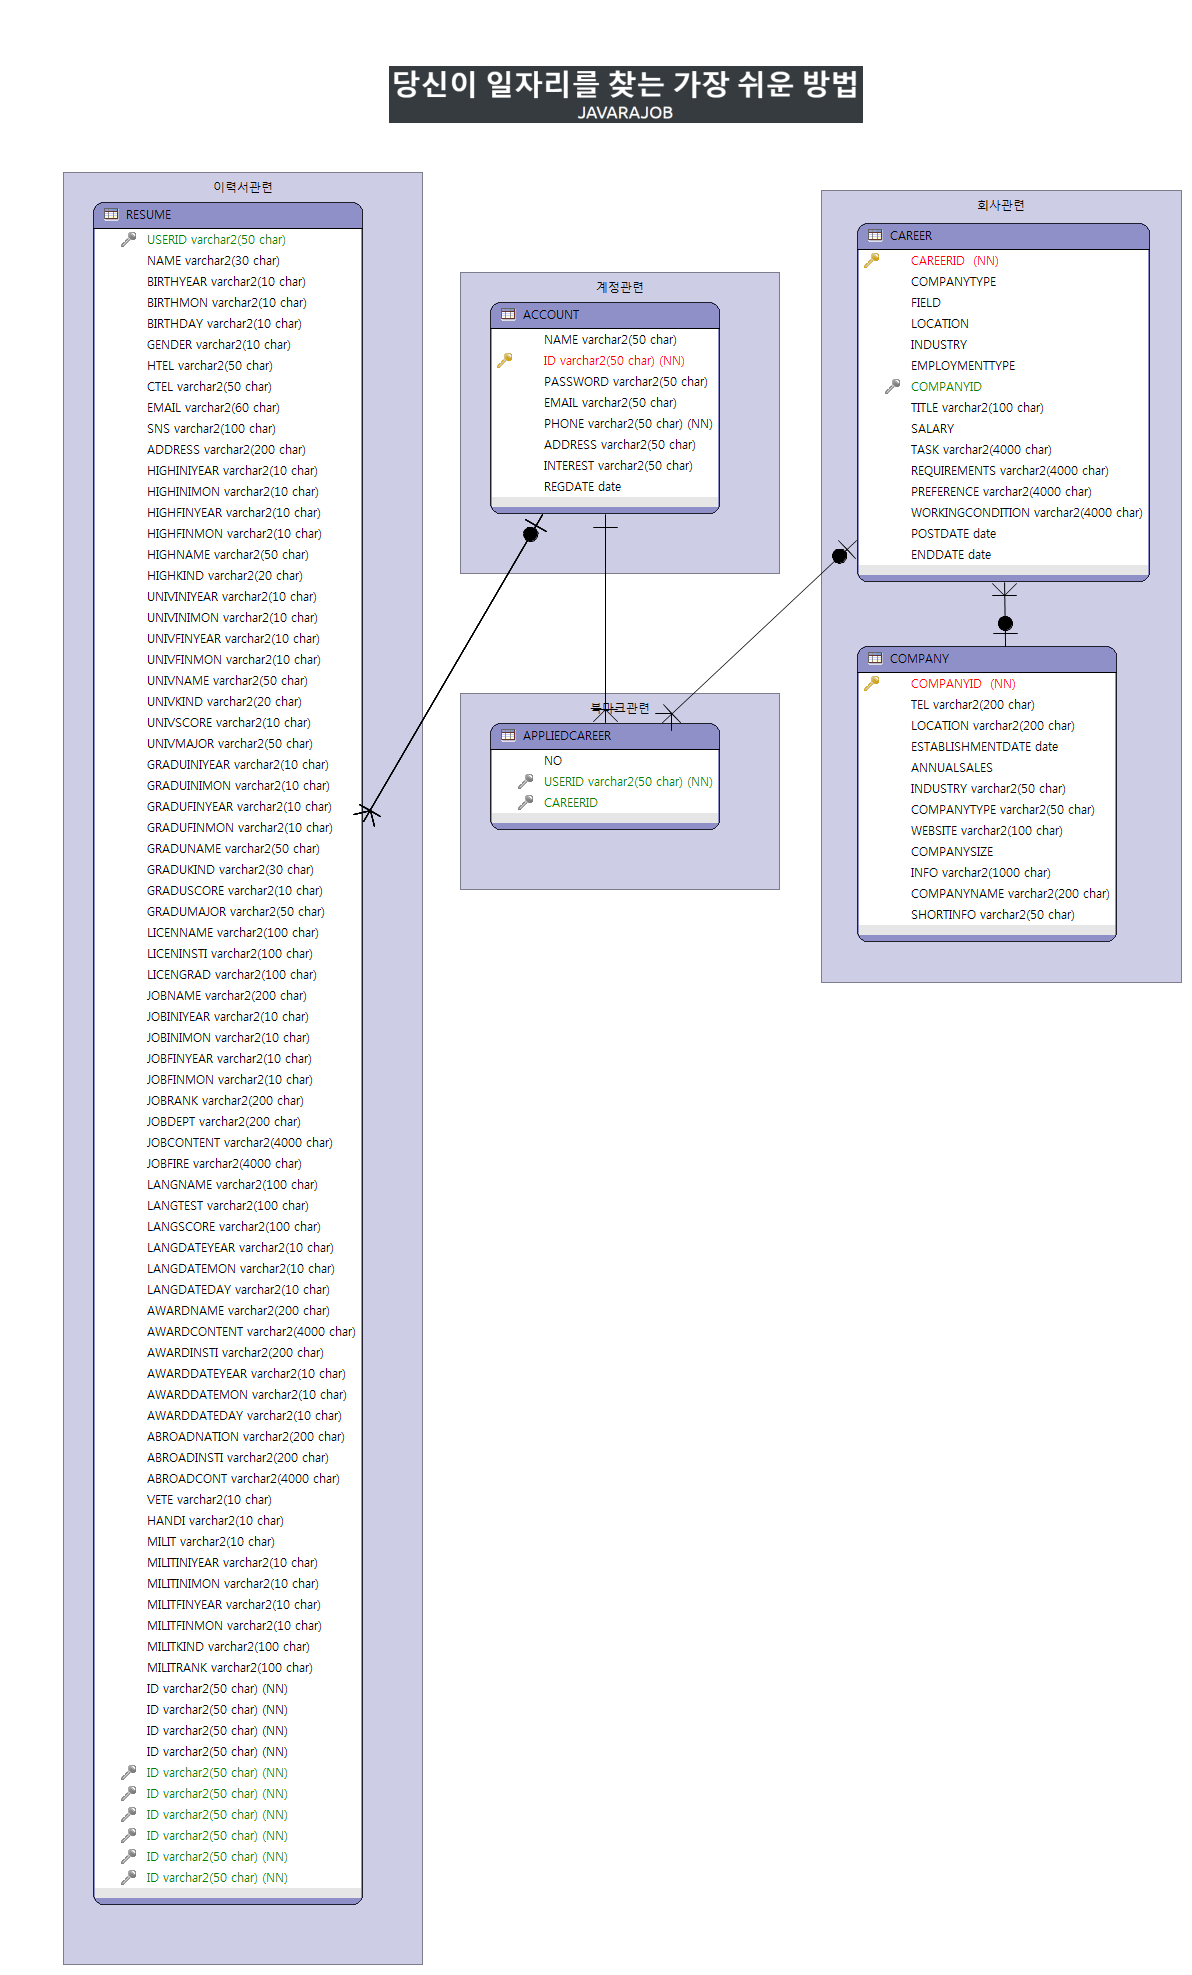 당신이 일자리를 찾는 가장 쉬운 방법
JAVARAJOB
이력서관련
RESUME
USERID varchar2(50 char)
NAME varchar2(30 char)
BIRTHYEAR varchar2(10 char)
BIRTHMON varchar2(10 char)
BIRTHDAY varchar2(10 char)
GENDER varchar2(10 char)
HTEL varchar2(50 char)
CTEL varchar2(50 char)
EMAIL varchar2(60 char)
SNS varchar2(100 char)
ADDRESS varchar2(200 char)
HIGHINIYEAR varchar2(10 char)
HIGHINIMON varchar2(10 char)
HIGHFINYEAR varchar2(10 char)
HIGHFINMON varchar2(10 char)
HIGHNAME varchar2(50 char)
HIGHKIND varchar2(20 char)
UNIVINIYEAR varchar2(10 char)
UNIVINIMON varchar2(10 char)
UNIVFINYEAR varchar2(10 char)
UNIVFINMON varchar2(10 char)
UNIVNAME varchar2(50 char)
UNIVKIND varchar2(20 char)
UNIVSCORE varchar2(10 char)
UNIVMAJOR varchar2(50 char)
GRADUINIYEAR varchar2(10 char)
GRADUINIMON varchar2(10 char)
GRADUFINYEAR varchar2(10 char)
GRADUFINMON varchar2(10 char)
GRADUNAME varchar2(50 char)
GRADUKIND varchar2(30 char)
GRADUSCORE varchar2(10 char)
GRADUMAJOR varchar2(50 char)
LICENNAME varchar2(100 char)
LICENINSTI varchar2(100 char)
LICENGRAD varchar2(100 char)
JOBNAME varchar2(200 char)
JOBINIYEAR varchar2(10 char)
JOBINIMON varchar2(10 char)
JOBFINYEAR varchar2(10 char)
JOBFINMON varchar2(10 char)
JOBRANK varchar2(200 char)
JOBDEPT varchar2(200 char)
JOBCONTENT varchar2(4000 char)
JOBFIRE varchar2(4000 char)
LANGNAME varchar2(100 char)
LANGTEST varchar2(100 char)
LANGSCORE varchar2(100 char)
LANGDATEYEAR varchar2(10 char)
LANGDATEMON varchar2(10 char)
LANGDATEDAY varchar2(10 char)
AWARDNAME varchar2(200 char)
AWARDCONTENT varchar2(4000 char)
AWARDINSTI varchar2(200 char)
AWARDDATEYEAR varchar2(10 char)
AWARDDATEMON varchar2(10 char)
AWARDDATEDAY varchar2(10 char)
ABROADNATION varchar2(200 char)
ABROADINSTI varchar2(200 char)
ABROADCONT varchar2(4000 char)
VETE varchar2(10 char)
HANDI varchar2(10 char)
MILIT varchar2(10 char)
MILITINIYEAR varchar2(10 char)
MILITINIMON varchar2(10 char)
MILITFINYEAR varchar2(10 char)
MILITFINMON varchar2(10 char)
MILITKIND varchar2(100 char)
MILITRANK varchar2(100 char)
ID varchar2(50 char) (NN)
ID varchar2(50 char) (NN)
ID varchar2(50 char) (NN)
ID varchar2(50 char) (NN)
ID varchar2(50 char) (NN)
ID varchar2(50 char) (NN)
ID varchar2(50 char) (NN)
ID varchar2(50 char) (NN)
ID varchar2(50 char) (NN)
ID varchar2(50 char) (NN)
계정관련
ACCOUNT
NAME varchar2(50 char)
ID varchar2(50 char) (NN)
PASSWORD varchar2(50 char)
EMAIL varchar2(50 char)
PHONE varchar2(50 char) (NN)
ADDRESS varchar2(50 char)
INTEREST varchar2(50 char)
REGDATE date
북마크관련
APPLIEDCAREER
NO
USERID varchar2(50 char) (NN)
CAREERID
회사관련
CAREER
CAREERID (NN)
COMPANYTYPE
FIELD
LOCATION
INDUSTRY
EMPLOYMENTTYPE
COMPANYID
TITLE varchar2(100 char)
SALARY
TASK varchar2(4000 char)
REQUIREMENTS varchar2(4000 char)
PREFERENCE varchar2(4000 char)
WORKINGCONDITION varchar2(4000 char)
POSTDATE date
ENDDATE date
COMPANY
COMPANYID (NN)
TEL varchar2(200 char)
LOCATION varchar2(200 char)
ESTABLISHMENTDATE date
ANNUALSALES
INDUSTRY varchar2(50 char)
COMPANYTYPE varchar2(50 char)
WEBSITE varchar2(100 char)
COMPANYSIZE
INFO varchar2(1000 char)
COMPANYNAME varchar2(200 char)
SHORTINFO varchar2(50 char)